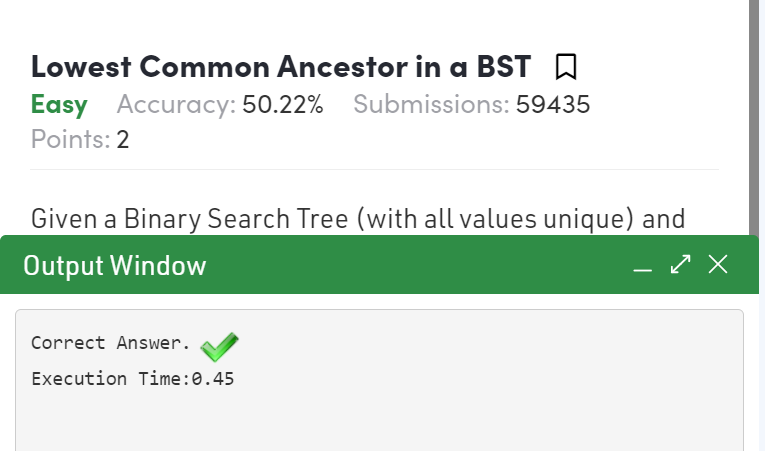 Lowest Common Ancestor in a BST
Easy Accuracy: 50.22% Submissions: 59435
Points: 2
Given a Binary Search Tree (with all values unique) and
Output Window
Correct Answer.
Execution Time:0.45